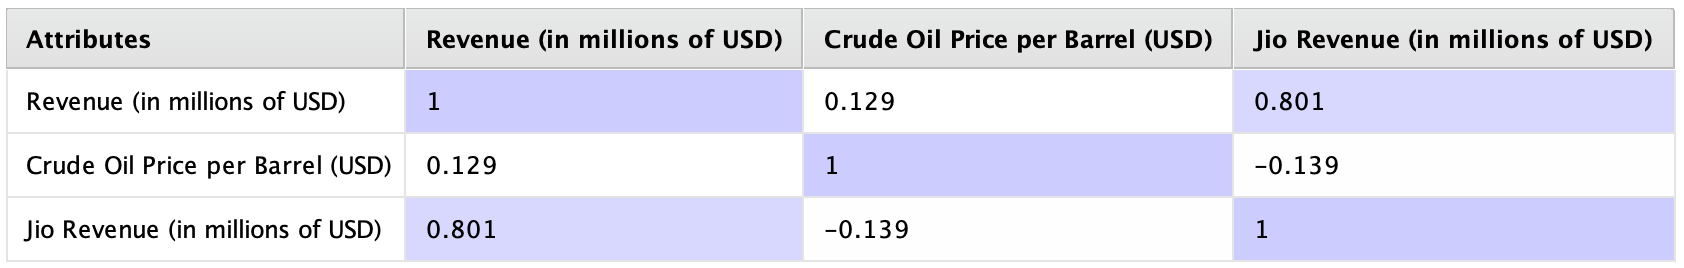 Attributes Revenue (in millions of USD) Crude Oil Price per Barrel (USD) Jio Revenue (in millions of USD)
Revenue (in millions of USD) 1 0.129 0.801
Crude Oil Price per Barrel (USD) 0.129 1 -0.139
Jio Revenue (in millions of USD) 0.801 -0.139 1